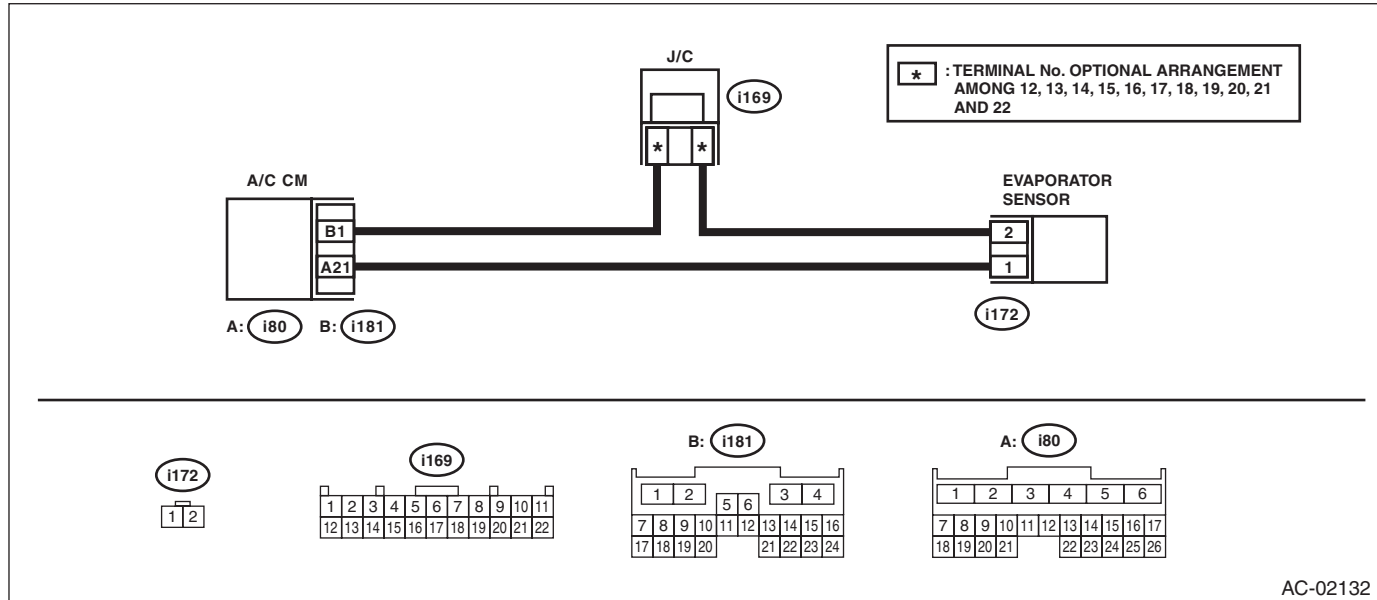 J/C
i169
* : TERMINAL No. OPTIONAL ARRANGEMENT
AMONG 12, 13, 14, 15, 16, 17, 18, 19, 20, 21
AND 22
* *
A/C CM
EVAPORATOR
SENSOR
B1
2
A21
1
A: i80 B: i181
i172
i172
1 2
i169
1 2 3 4 5 6 7 8 9 10 11
12 13 14 15 16 17 18 19 20 21 22
B: i181
1 2 3 4
5 6
7 8 9 10 11 12 13 14 15 16
17 18 19 20 21 22 23 24
A: i80
1 2 3 4 5 6
7 8 9 10 11 12 13 14 15 16 17
18 19 20 21 22 23 24 25 26
AC-02132